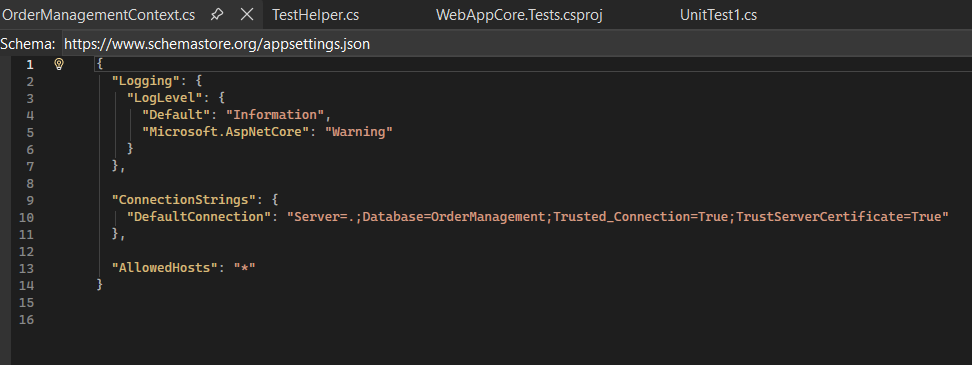 OrderManagementContext.cs TestHelper.cs WebAppCore.Tests.csproj UnitTest1.cs
Schema: https://www.schemastore.org/appsettings.json
1 {
2 "Logging": {
3 "LogLevel": {
4 "Default": "Information",
5 "Microsoft.AspNetCore": "Warning"
6 }
7 },
8
9 "ConnectionStrings": {
10 "DefaultConnection": "Server=.;Database=OrderManagement;Trusted_Connection=True;TrustServerCertificate=True"
11 },
12
13 "AllowedHosts": "*"
14 }
15
16